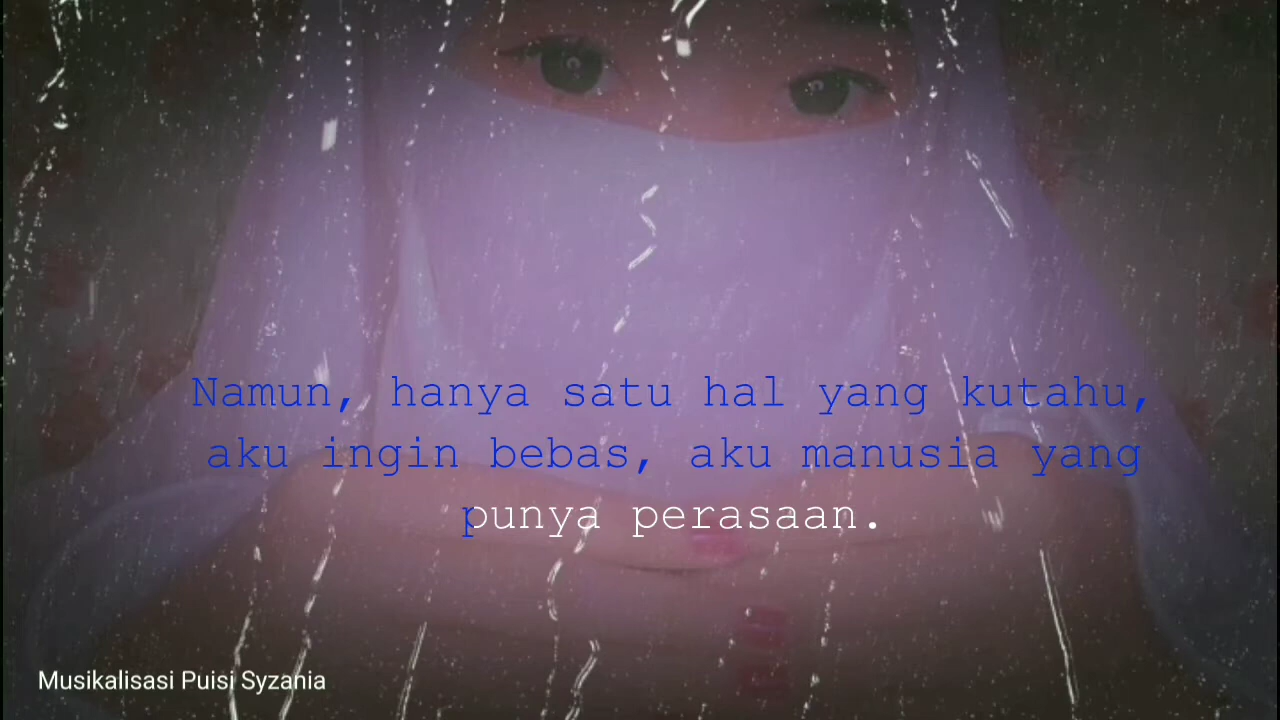 Namun, hanya satu hal yang kutahu,
aku ingin bebas, aku manusia yang
punya perasaan.
Musikalisasi Puisi Syzania